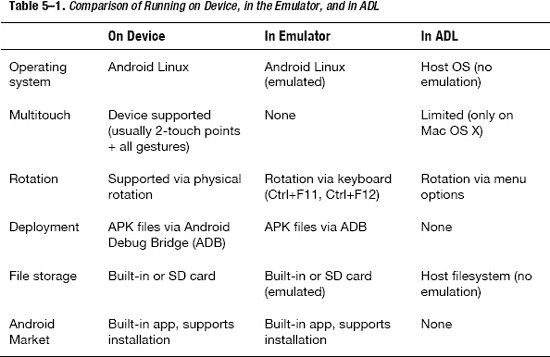 Table 5–1. Comparison of Running on Device, in the Emulator, and in ADL
On Device In Emulator In ADL
Operating system Android Linux Android Linux (emulated) Host OS (no emulation)
Multitouch Device supported (usually 2-touch points + all gestures) None Limited (only on Mac OS X)
Rotation Supported via physical rotation Rotation via keyboard (Ctrl+F11, Ctrl+F12) Rotation via menu options
Deployment APK files via Android Debug Bridge (ADB) APK files via ADB None
File storage Built-in or SD card Built-in or SD card (emulated) Host filesystem (no emulation)
Android Market Built-in app, supports installation Built-in app, supports installation None